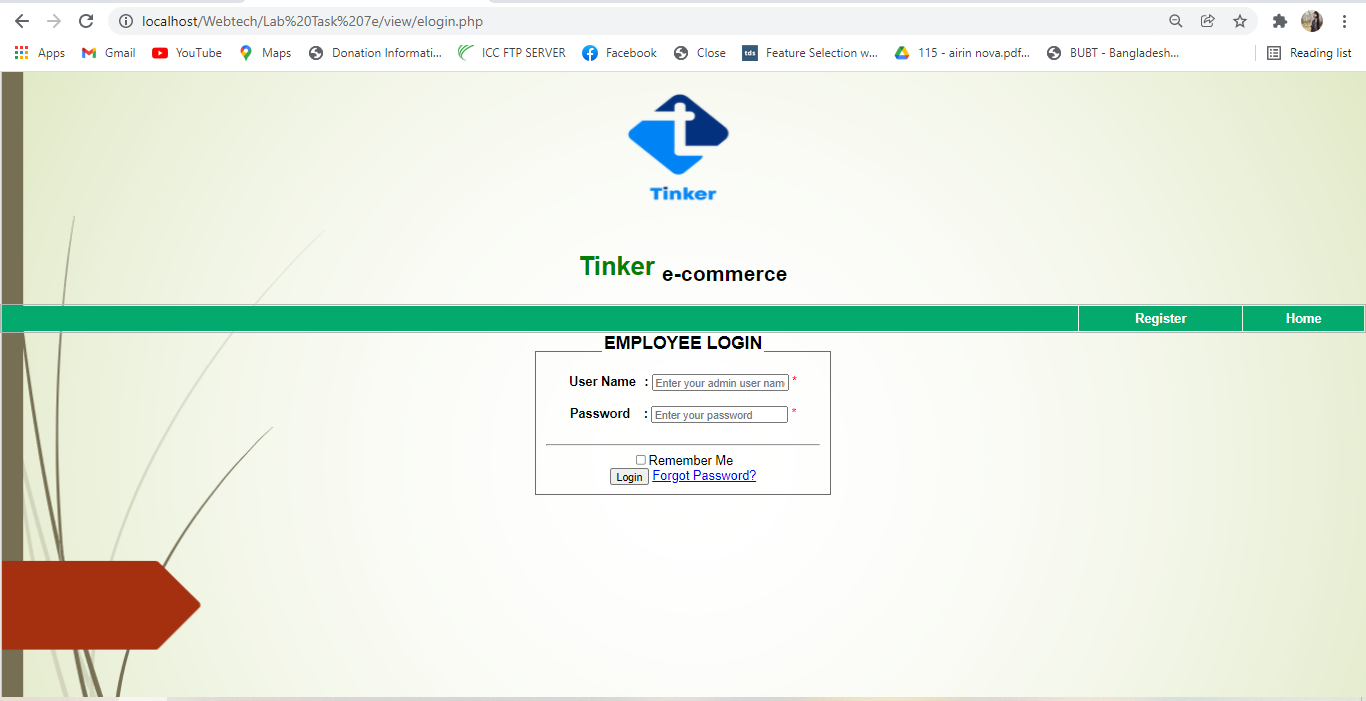 localhost/Webtech/Lab%20Task%207e/view/elogin.php
Apps Gmail YouTube Maps Donation Informati... ICC FTP SERVER Facebook Close tds Feature Selection w... 115 - airin nova.pdf... BUBT - Bangladesh... Reading list
t
Tinker
Tinker e-commerce
Register Home
EMPLOYEE LOGIN
User Name : Enter your admin user nam *
Password : Enter your password *
Remember Me
Login Forgot Password?